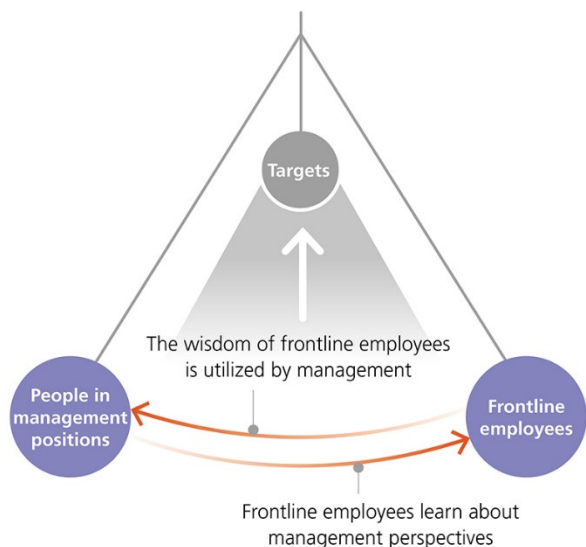 Targets
The wisdom of frontline employees
is utilized by management
People in
management
positions
Frontline
employees
Frontline employees learn about
management perspectives